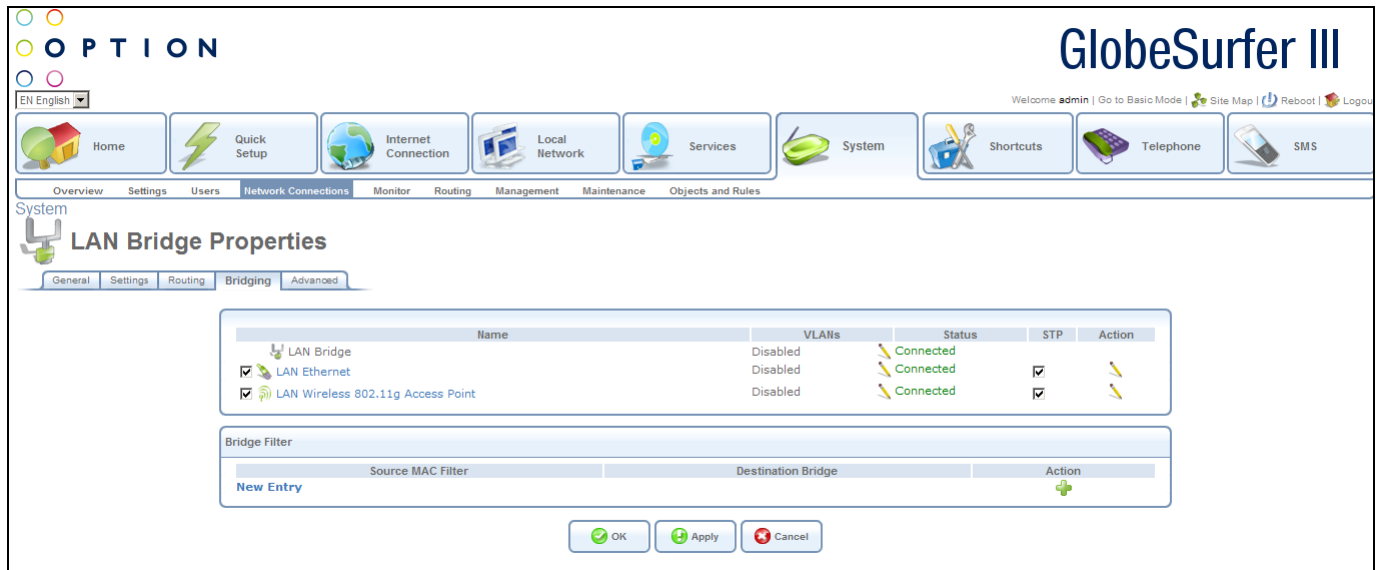 OPTION
GlobeSurfer III
EN English
Welcome admin | Go to Basic Mode | Site Map | Reboot | Logou
Home
Quick Setup
Internet Connection
Local Network
Services
System
Shortcuts
Telephone
SMS
Overview Settings Users Network Connections Monitor Routing Management Maintenance Objects and Rules
System
LAN Bridge Properties
General Settings Routing Bridging Advanced
Name VLANs Status STP Action
LAN Bridge Disabled Connected
LAN Ethernet Disabled Connected
LAN Wireless 802.11g Access Point Disabled Connected
Bridge Filter
Source MAC Filter Destination Bridge Action
New Entry
OK Apply Cancel